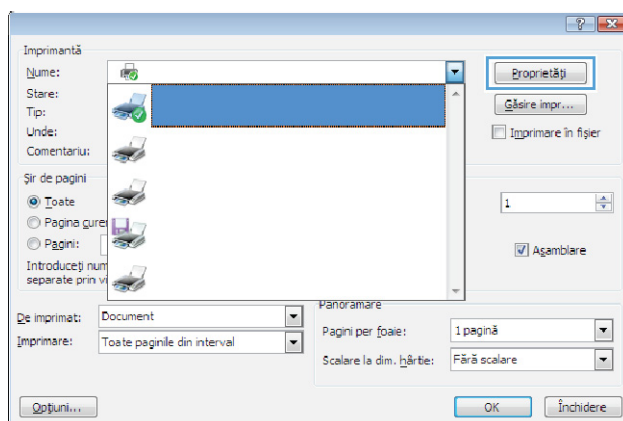 Imprimantă
Nume:
Proprietăți
Stare:
Tip:
Găsire impr...
Unde:
Imprimare în fișier
Comentariu:
Șir de pagini
Toate
1
Pagina curen
Pagini:
Asamblare
Introduceți num
separate prin vi
Panoramare
De imprimat:
Document
Pagini per foaie:
1 pagină
Imprimare:
Toate paginile din interval
Scalare la dim. hârtie:
Fără scalare
Opțiuni...
OK
Închidere